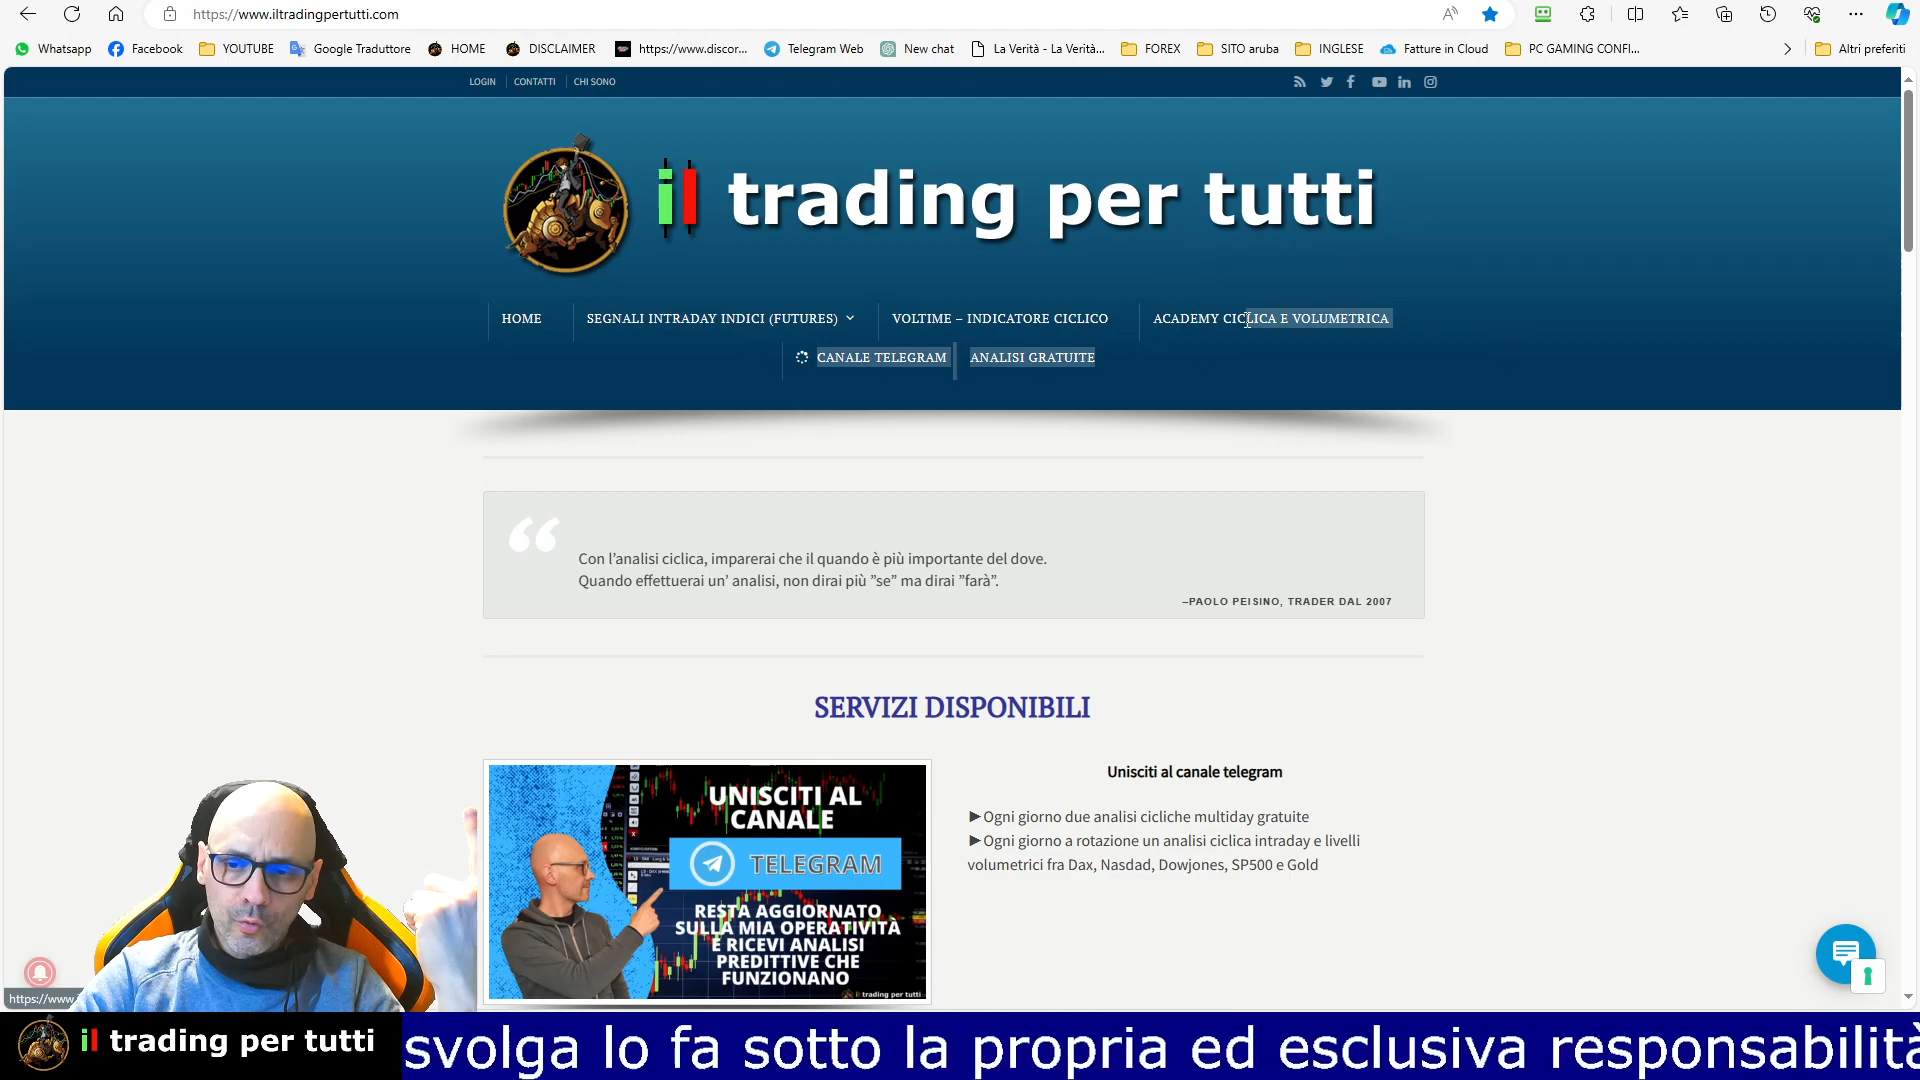 https://www.iltradingpertutti.com
Whatsapp
Facebook
YOUTUBE
Google Traduttore
HOME
DISCLAIMER
https://www.discor...
Telegram Web
New chat
La Verità - La Verità...
FOREX
SITO aruba
INGLESE
Fatture in Cloud
PC GAMING CONFI...
Altri preferiti
LOGIN
CONTATTI
CHI SONO
il trading per tutti
HOME
SEGNALI INTRADAY INDICI (FUTURES)
VOLTIME – INDICATORE CICLICO
ACADEMY CICLICA E VOLUMETRICA
CANALE TELEGRAM
ANALISI GRATUITE
Con l’analisi ciclica, imparerai che il quando è più importante del dove.
Quando effettuerai un’ analisi, non dirai più ”se” ma dirai ”farà”.
–PAOLO PEISINO, TRADER DAL 2007
SERVIZI DISPONIBILI
UNISCITI AL
CANALE
TELEGRAM
RESTA AGGIORNATO
SULLA MIA OPERATIVITÀ
E RICEVI ANALISI
PREDITTIVE CHE
FUNZIONANO
il trading per tutti
Unisciti al canale telegram
►Ogni giorno due analisi cicliche multiday gratuite
►Ogni giorno a rotazione un analisi ciclica intraday e livelli
volumetrici fra Dax, Nasdad, Dowjones, SP500 e Gold
https://www.i
il trading per tutti
svolga lo fa sotto la propria ed esclusiva responsabilità